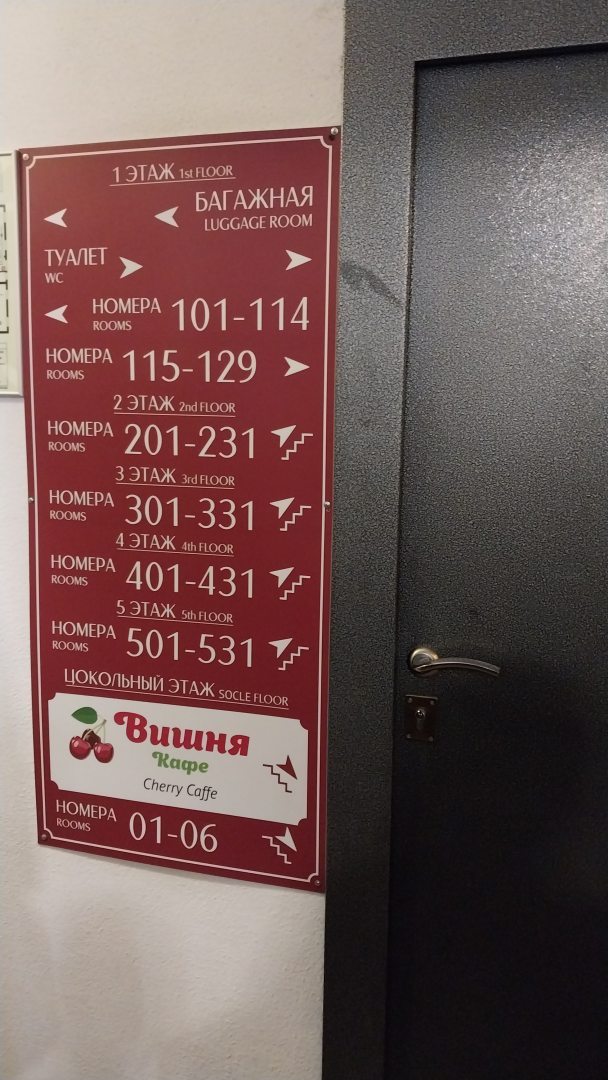 1 ЭТАЖ 1st FLOOR
БАГАЖНАЯ
LUGGAGE ROOM
ТУАЛЕТ
WC
НОМЕРА
ROOMS
101-114
НОМЕРА
ROOMS
115-129
2 ЭТАЖ 2nd FLOOR
НОМЕРА
ROOMS
201-231
3 ЭТАЖ 3rd FLOOR
НОМЕРА
ROOMS
301-331
4 ЭТАЖ 4th FLOOR
НОМЕРА
ROOMS
401-431
5 ЭТАЖ 5th FLOOR
НОМЕРА
ROOMS
501-531
ЦОКОЛЬНЫЙ ЭТАЖ SOCLE FLOOR
Вишня
Кафе
Cherry Caffe
НОМЕРА
ROOMS
01-06